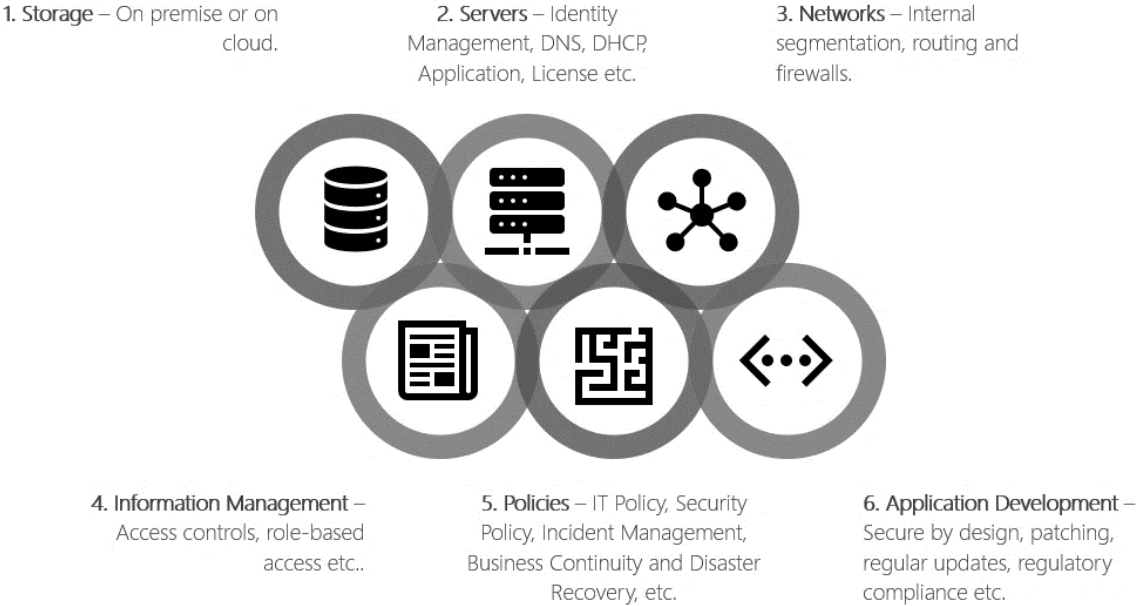 1. Storage – On premise or on
cloud.
2. Servers – Identity
Management, DNS, DHCP,
Application, License etc.
3. Networks – Internal
segmentation, routing and
firewalls.
4. Information Management –
Access controls, role-based
access etc..
5. Policies – IT Policy, Security
Policy, Incident Management,
Business Continuity and Disaster
Recovery, etc.
6. Application Development –
Secure by design, patching,
regular updates, regulatory
compliance etc.